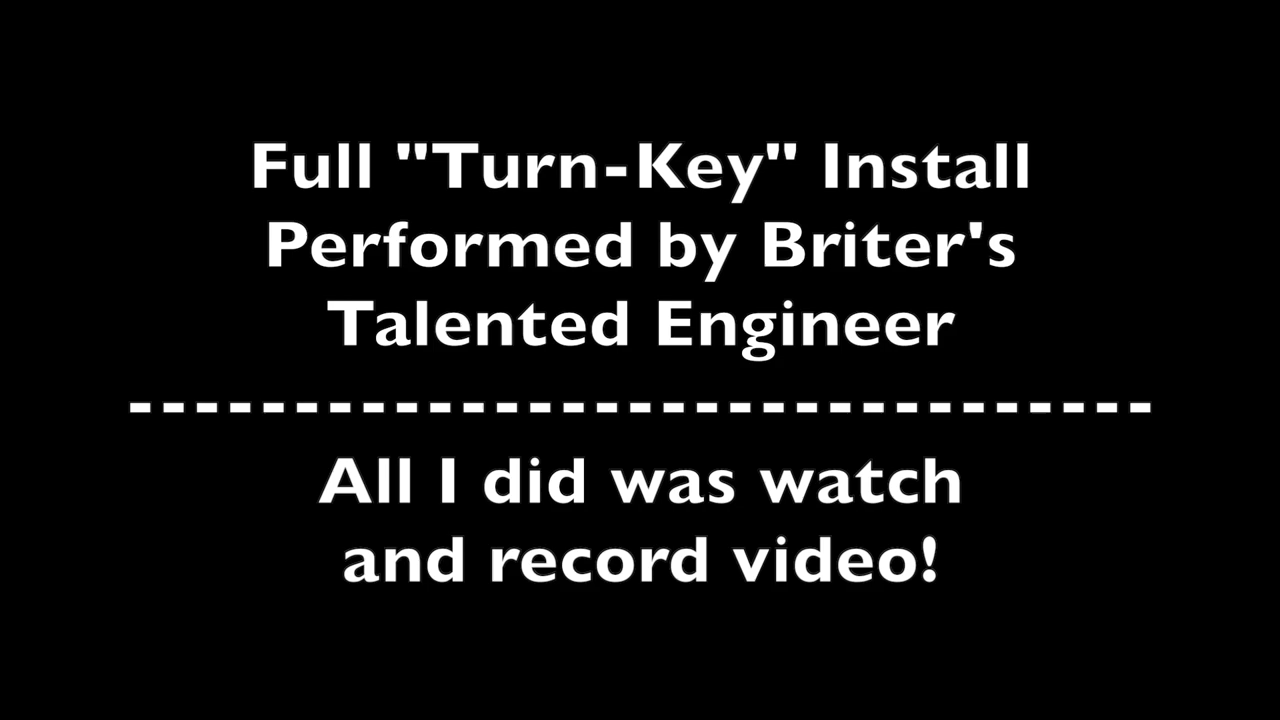 Full "Turn-Key" Install
Performed by Briter's
Talented Engineer
-------------------------------
All I did was watch
and record video!